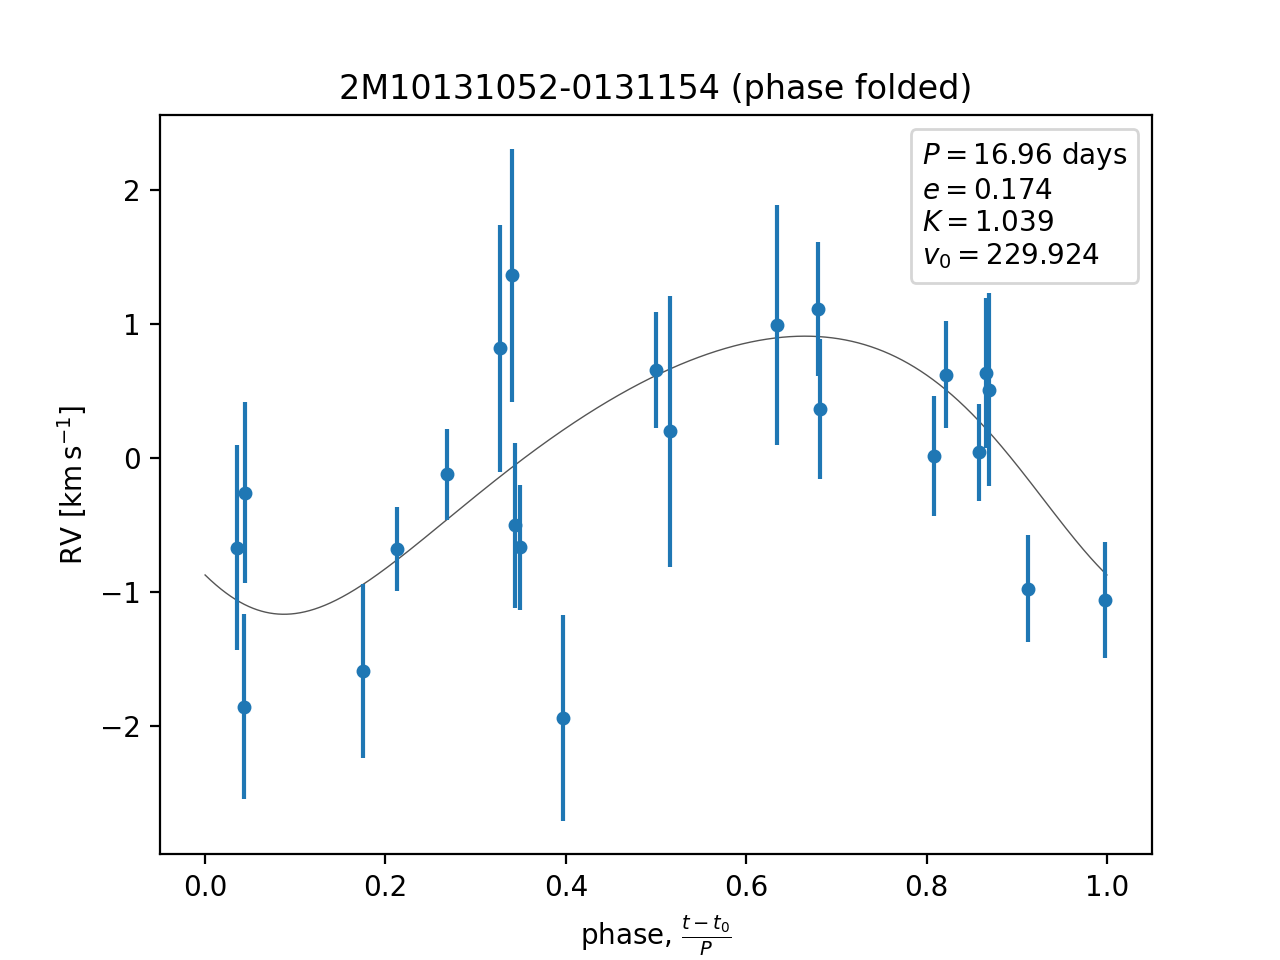 2M10131052-0131154 (phase folded)
P = 16.96 days
e = 0.174
K = 1.039
v₀ = 229.924
2
1
0
−1
−2
RV [km s⁻¹]
0.0 0.2 0.4 0.6 0.8 1.0
phase, (t − t₀)/P